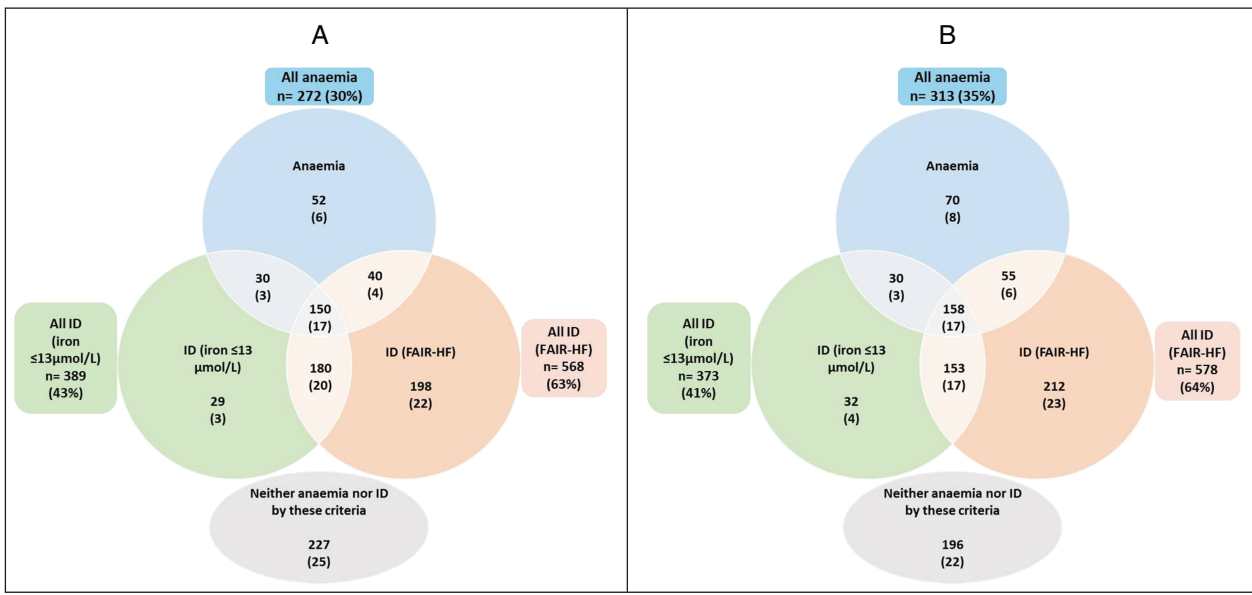 A
All anaemia
n= 272 (30%)
Anaemia
52
(6)
30
(3)
40
(4)
150
(17)
All ID
(iron
≤13µmol/L)
n= 389
(43%)
ID (iron ≤13
µmol/L)
29
(3)
180
(20)
ID (FAIR-HF)
198
(22)
All ID
(FAIR-HF)
n= 568
(63%)
Neither anaemia nor ID
by these criteria
227
(25)
B
All anaemia
n= 313 (35%)
Anaemia
70
(8)
30
(3)
55
(6)
158
(17)
All ID
(iron
≤13µmol/L)
n= 373
(41%)
ID (iron ≤13
µmol/L)
32
(4)
153
(17)
ID (FAIR-HF)
212
(23)
All ID
(FAIR-HF)
n= 578
(64%)
Neither anaemia nor ID
by these criteria
196
(22)